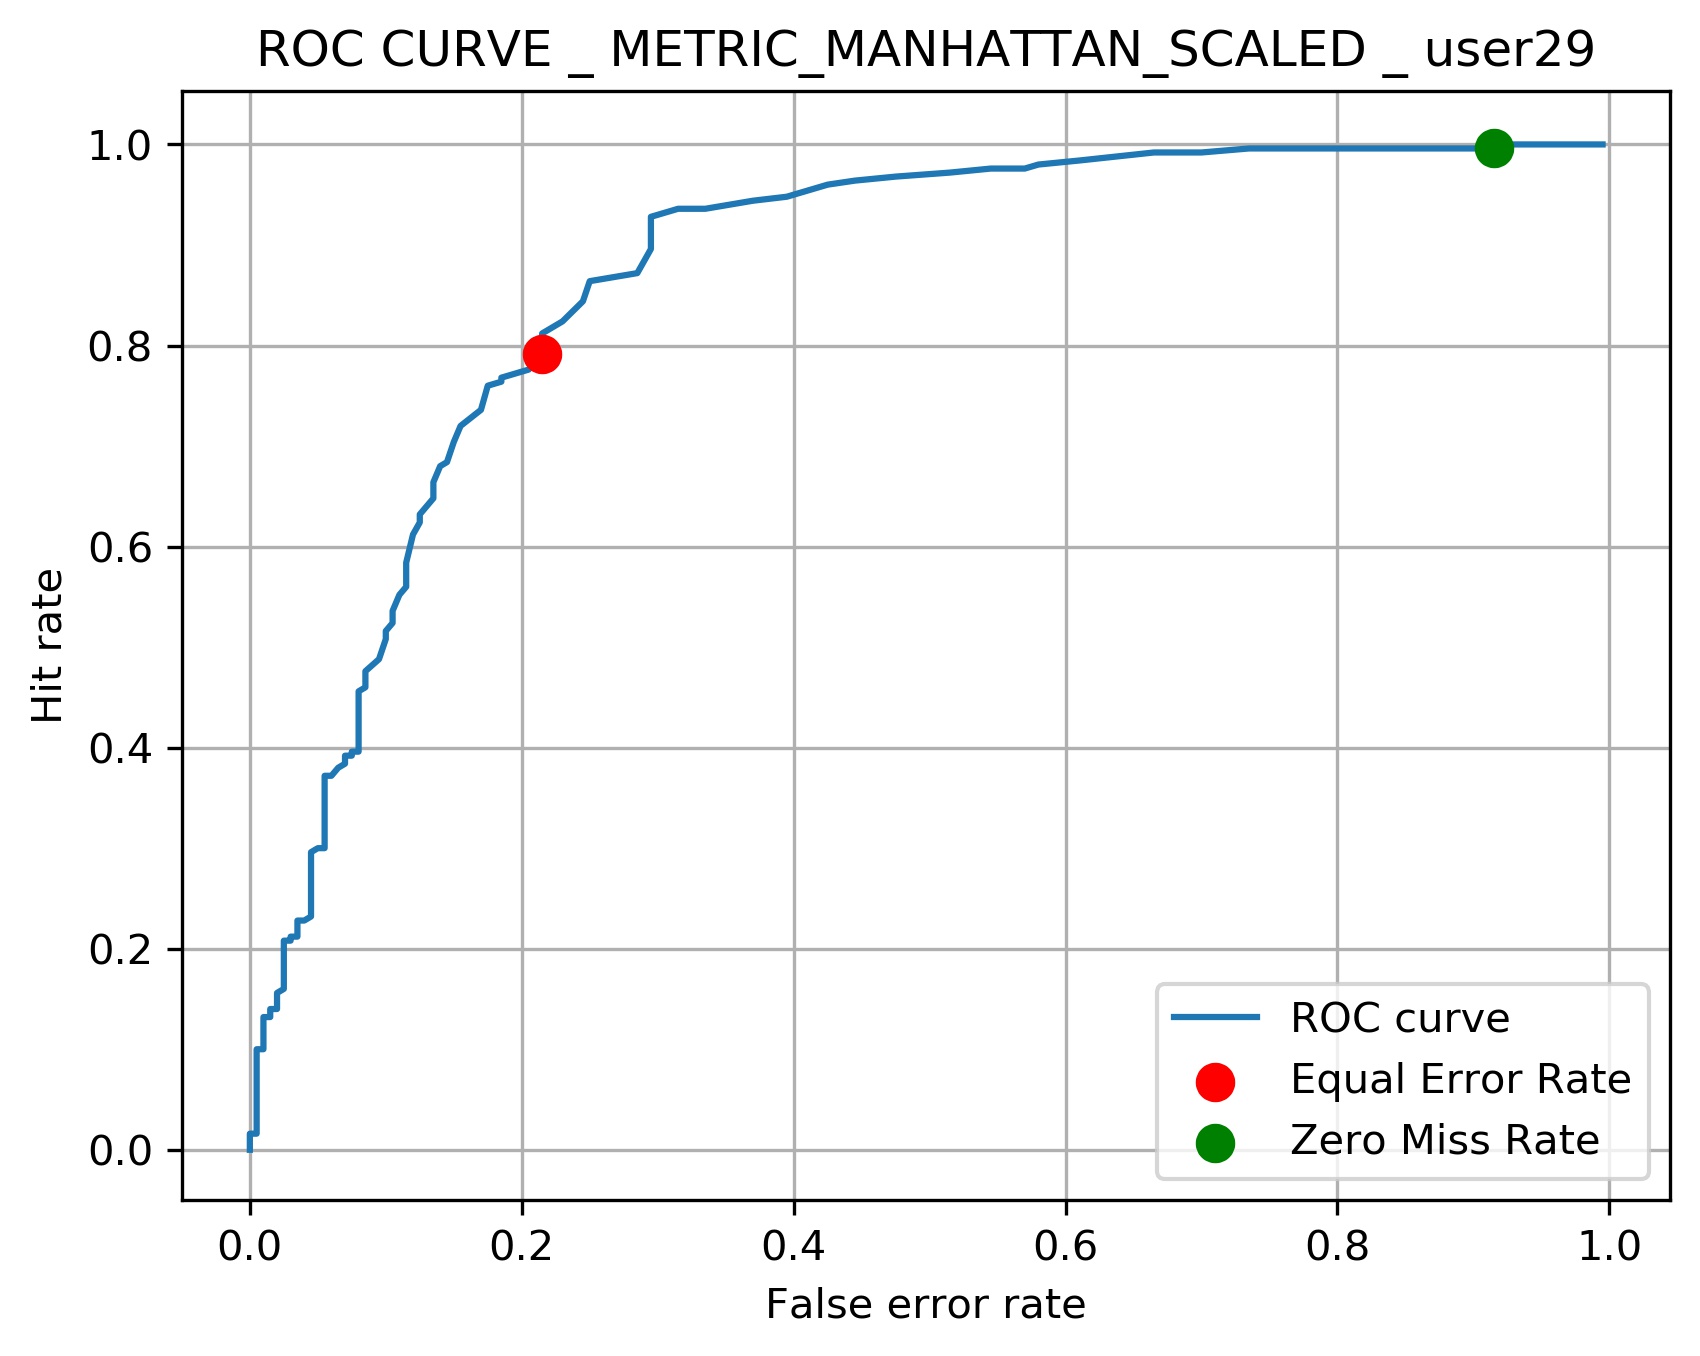 ROC CURVE _ METRIC_MANHATTAN_SCALED _ user29
1.0
0.8
0.6
0.4
0.2
0.0
Hit rate
0.0 0.2 0.4 0.6 0.8 1.0
False error rate
ROC curve
Equal Error Rate
Zero Miss Rate